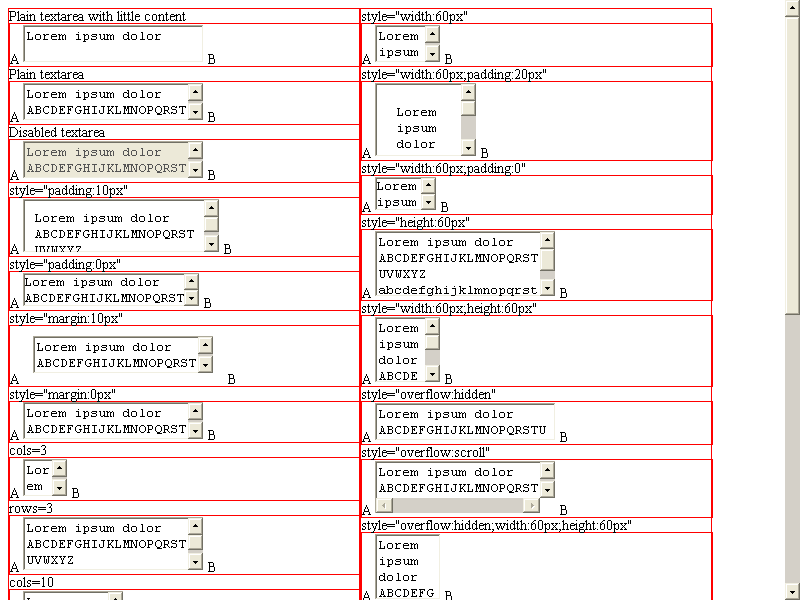 Plain textarea with little content
Lorem ipsum dolor
A B
Plain textarea
Lorem ipsum dolor
ABCDEFGHIJKLMNOPQRST
A B
Disabled textarea
Lorem ipsum dolor
ABCDEFGHIJKLMNOPQRST
A B
style="padding:10px"
Lorem ipsum dolor
ABCDEFGHIJKLMNOPQRST
UVWXYZ
A B
style="padding:0px"
Lorem ipsum dolor
ABCDEFGHIJKLMNOPQRST
A B
style="margin:10px"
Lorem ipsum dolor
ABCDEFGHIJKLMNOPQRST
A B
style="margin:0px"
Lorem ipsum dolor
ABCDEFGHIJKLMNOPQRST
A B
cols=3
Lor
em
A B
rows=3
Lorem ipsum dolor
ABCDEFGHIJKLMNOPQRST
UVWXYZ
A B
cols=10
style="width:60px"
Lorem
ipsum
A B
style="width:60px;padding:20px"
Lorem
ipsum
dolor
A B
style="width:60px;padding:0"
Lorem
ipsum
A B
style="height:60px"
Lorem ipsum dolor
ABCDEFGHIJKLMNOPQRST
UVWXYZ
abcdefghijklmnopqrst
A B
style="width:60px;height:60px"
Lorem
ipsum
dolor
ABCDE
A B
style="overflow:hidden"
Lorem ipsum dolor
ABCDEFGHIJKLMNOPQRSTU
A B
style="overflow:scroll"
Lorem ipsum dolor
ABCDEFGHIJKLMNOPQRST
A B
style="overflow:hidden;width:60px;height:60px"
Lorem
ipsum
dolor
ABCDEFG
A B